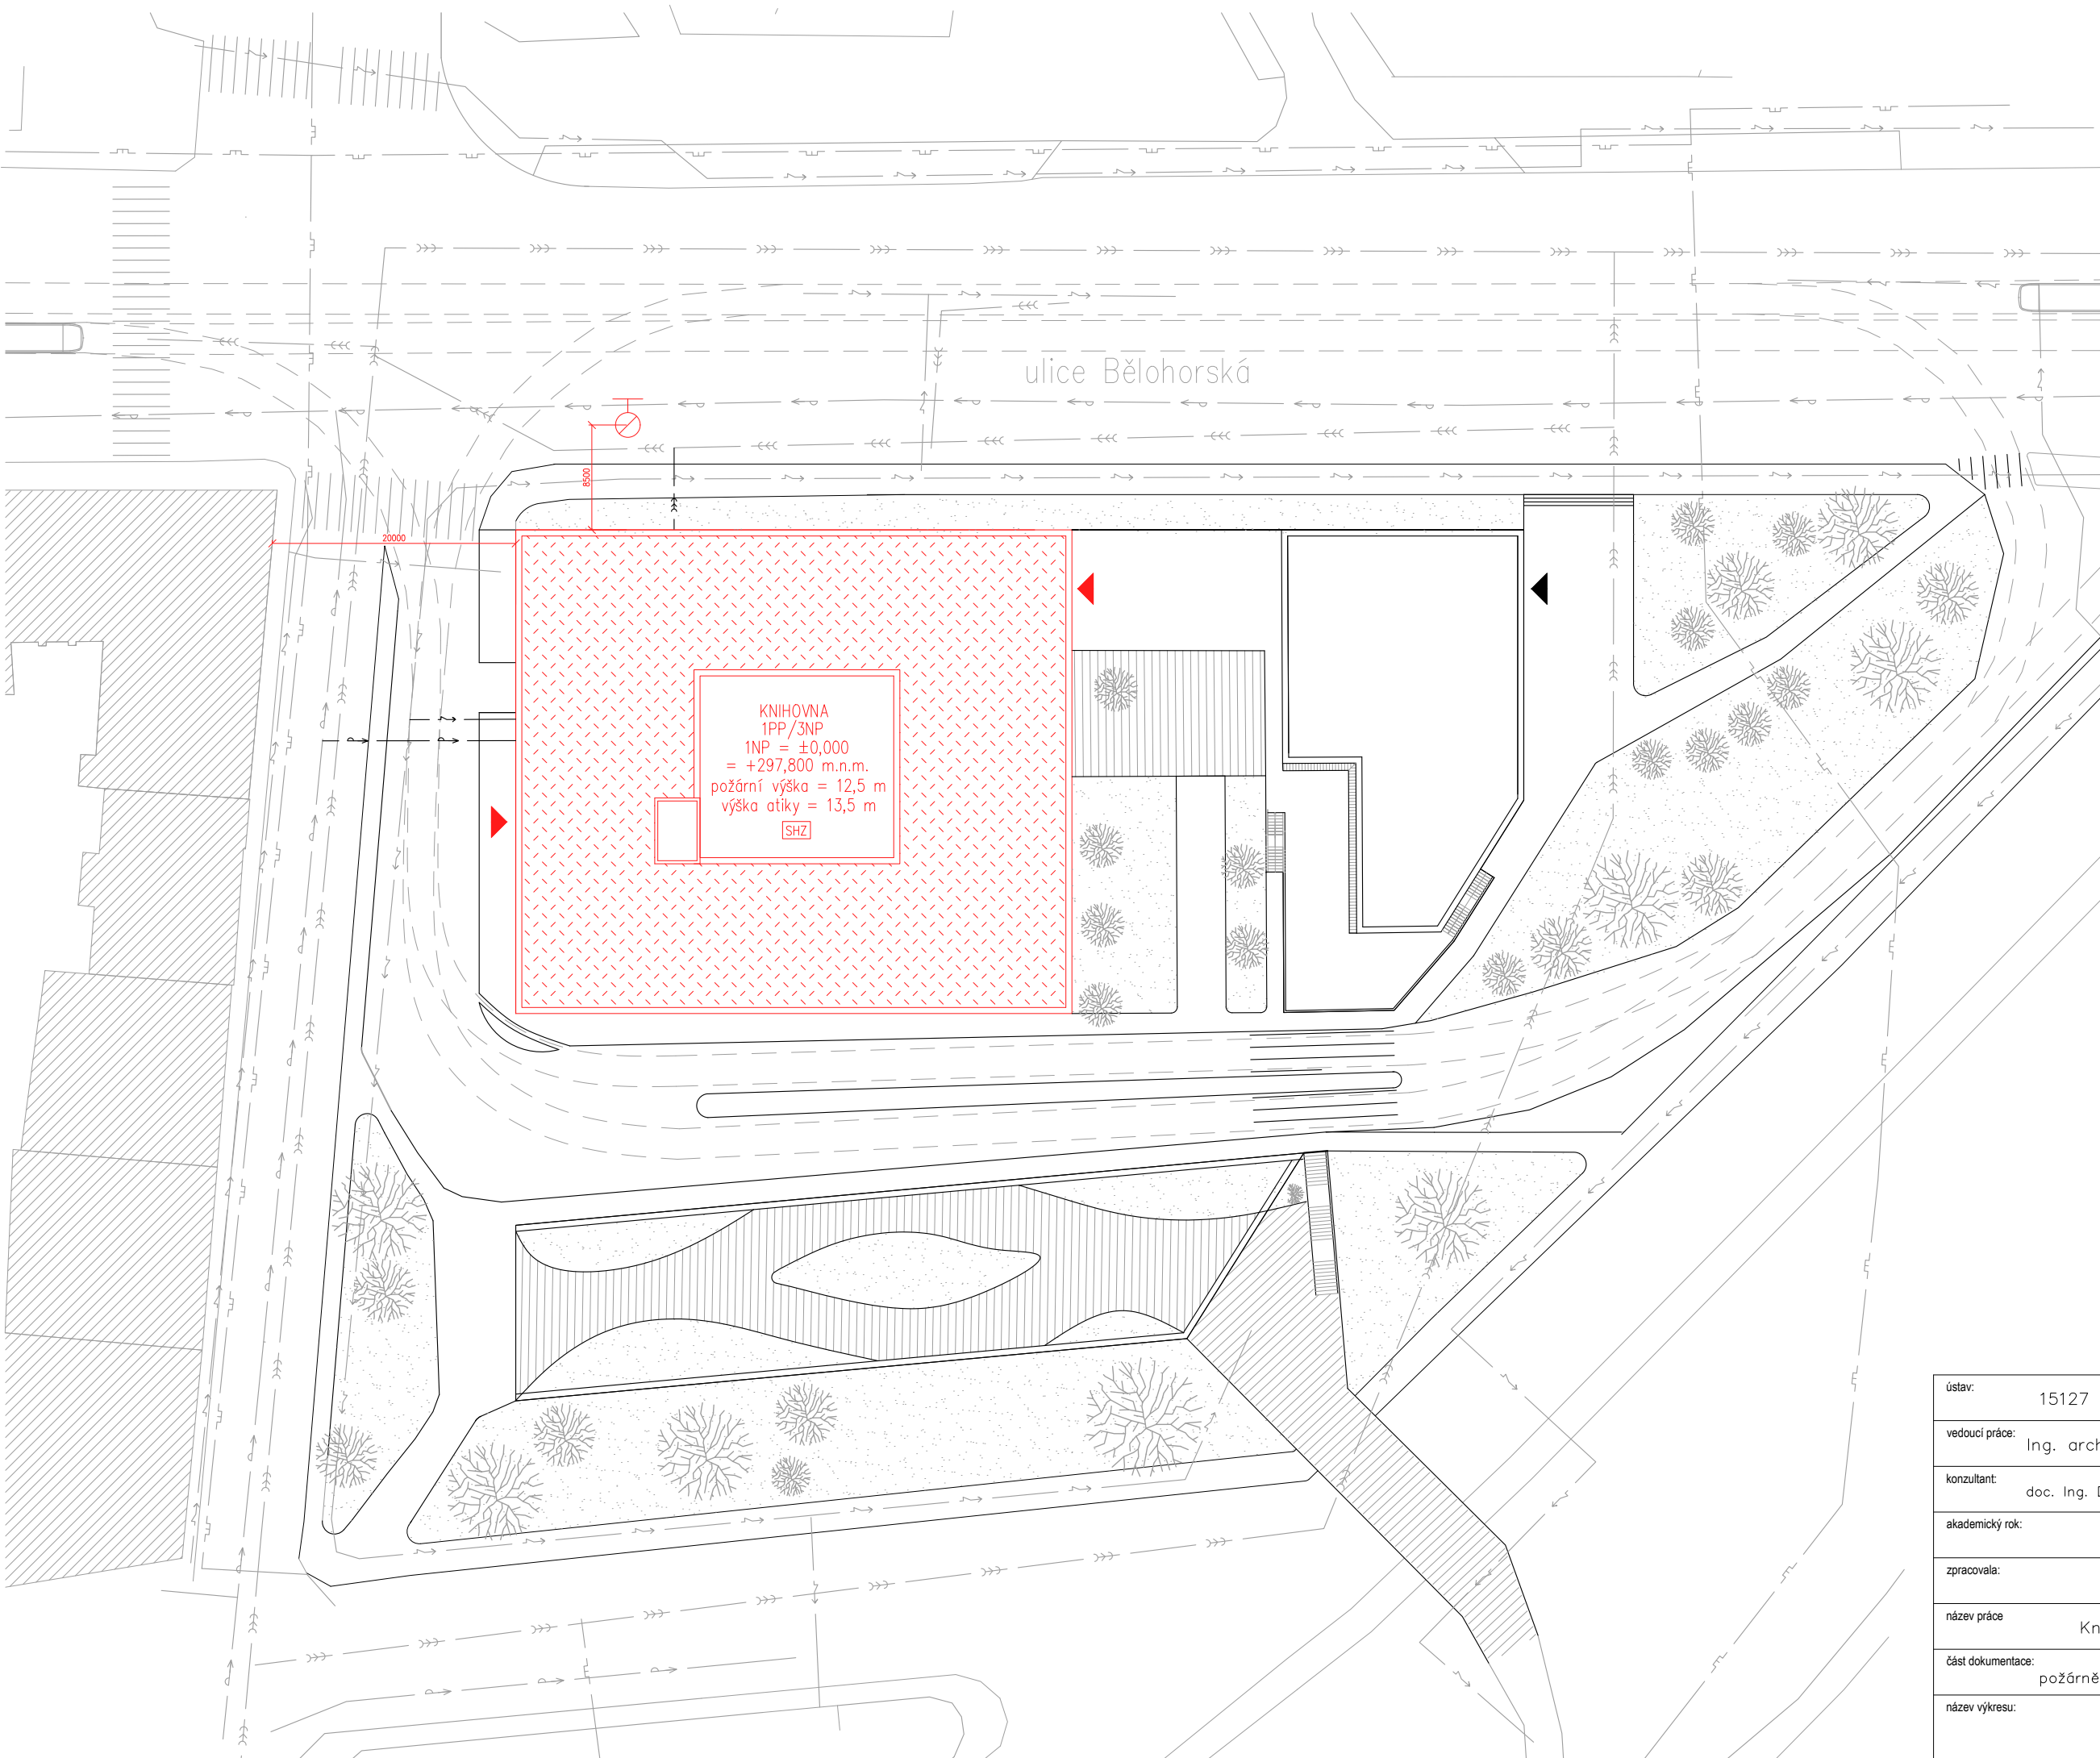 ulice Bělohorská
8500
20000
KNIHOVNA
1PP/3NP
1NP = ±0,000
= +297,800 m.n.m.
požární výška = 12,5 m
výška atiky = 13,5 m
SHZ
ústav:
15127
vedoucí práce:
Ing. arch
konzultant:
doc. Ing.
akademický rok:
zpracovala:
název práce
Kn
část dokumentace:
požárně
název výkresu: